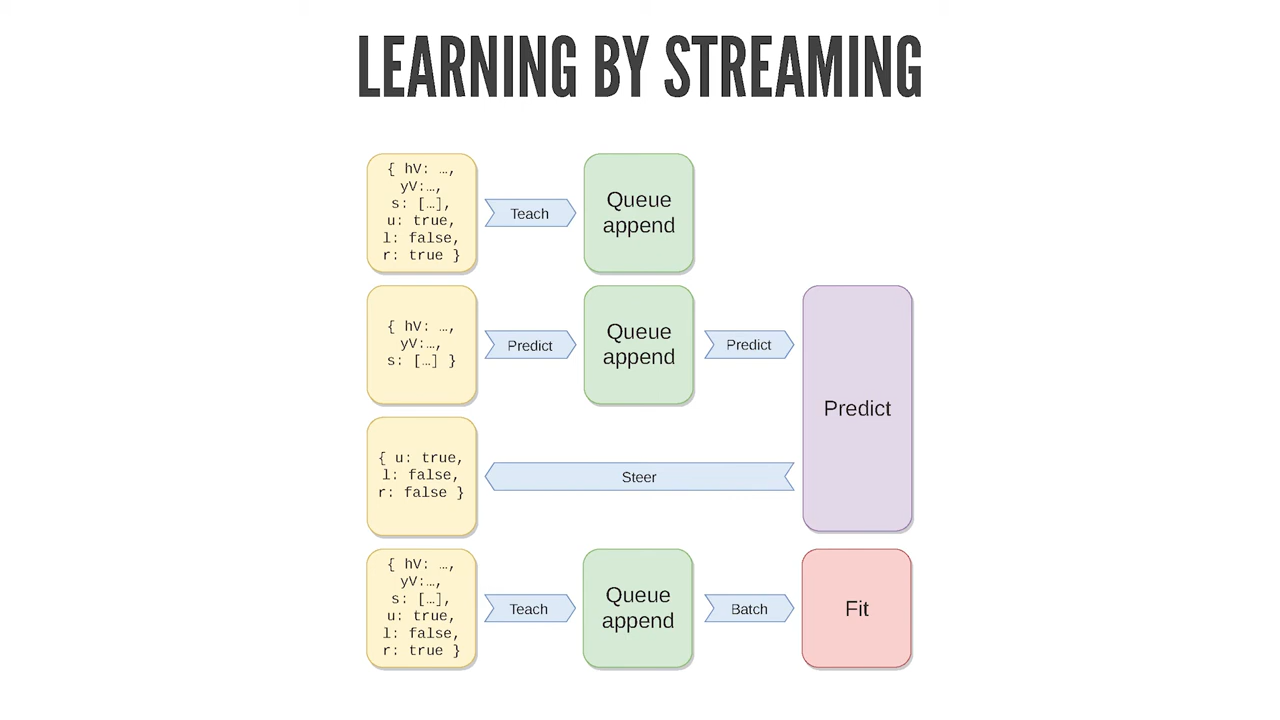 LEARNING BY STREAMING
{ hV: …,
yV:…,
s: […],
u: true,
l: false,
r: true }
Teach
Queue
append
{ hV: …,
yV:…,
s: […] }
Predict
Queue
append
Predict
Predict
{ u: true,
l: false,
r: false }
Steer
{ hV: …,
yV:…,
s: […],
u: true,
l: false,
r: true }
Teach
Queue
append
Batch
Fit